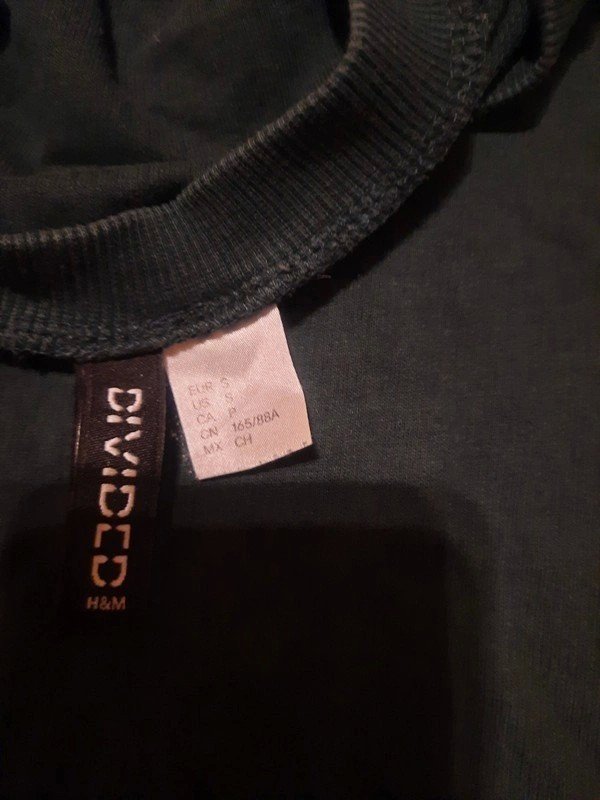 DIVIDED
H&M
EUR S
US S
CA P
CN 165/88A
MX CH